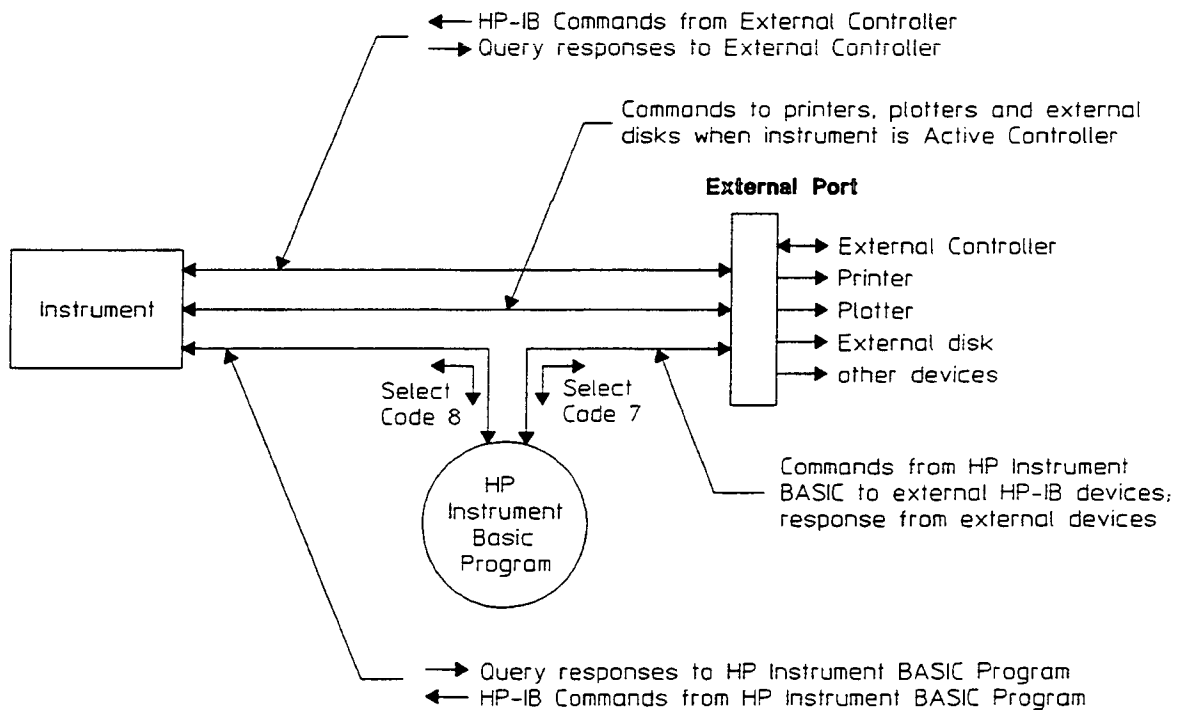 HP-IB Commands from External Controller
Query responses to External Controller
Commands to printers, plotters and external
disks when instrument is Active Controller
External Port
Instrument
External Controller
Printer
Plotter
External disk
other devices
Select
Code 8
Select
Code 7
HP
Instrument
Basic
Program
Commands from HP Instrument
BASIC to external HP-IB devices;
response from external devices
Query responses to HP Instrument BASIC Program
HP-IB Commands from HP Instrument BASIC Program